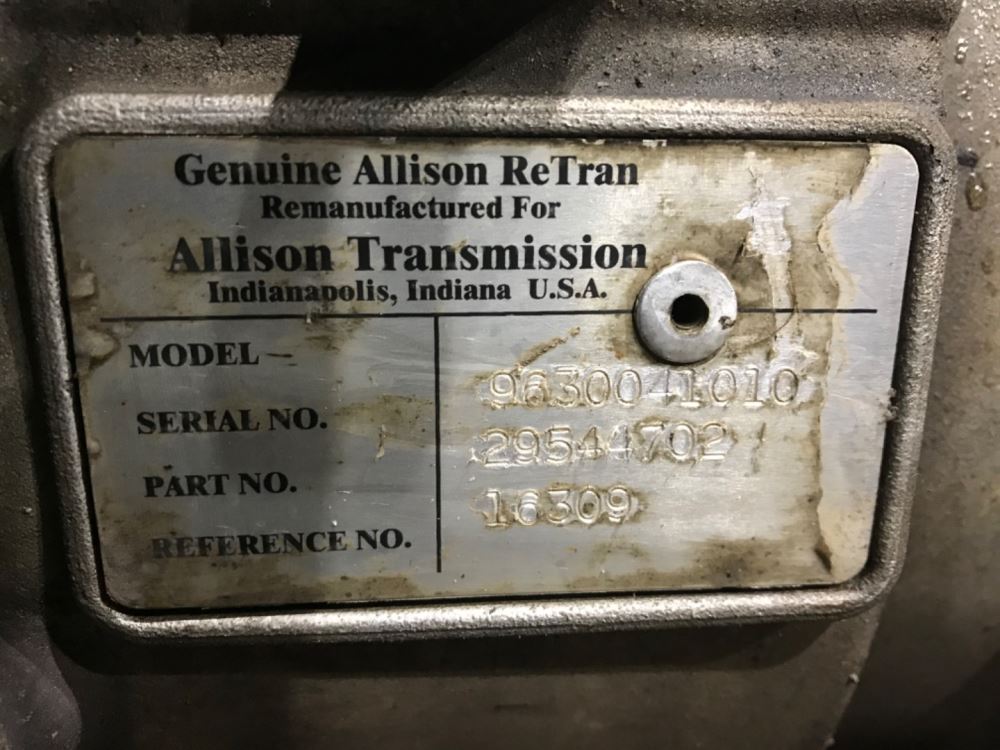 Genuine Allison ReTran
Remanufactured For
Allison Transmission
Indianapolis, Indiana U.S.A.
MODEL
9630041010
SERIAL NO.
29544702
PART NO.
16309
REFERENCE NO.